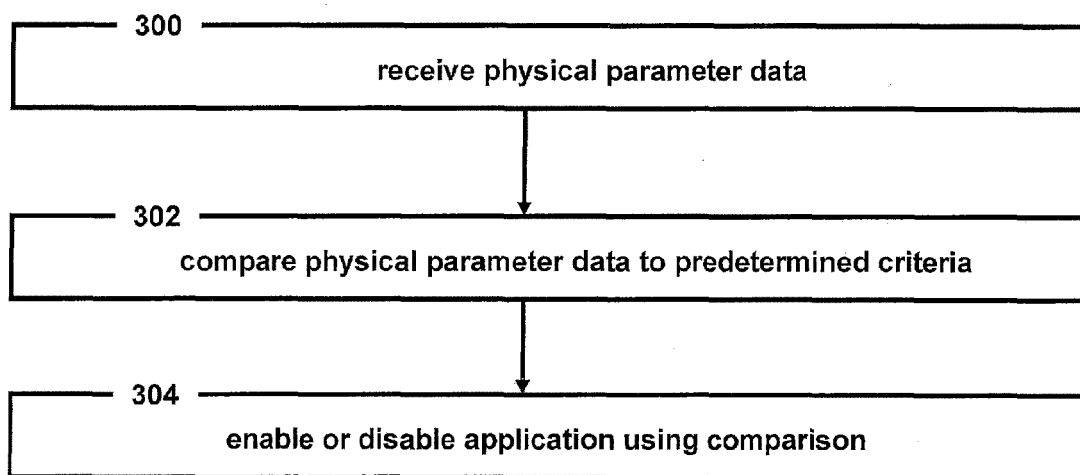 300
receive physical parameter data
302
compare physical parameter data to predetermined criteria
304
enable or disable application using comparison